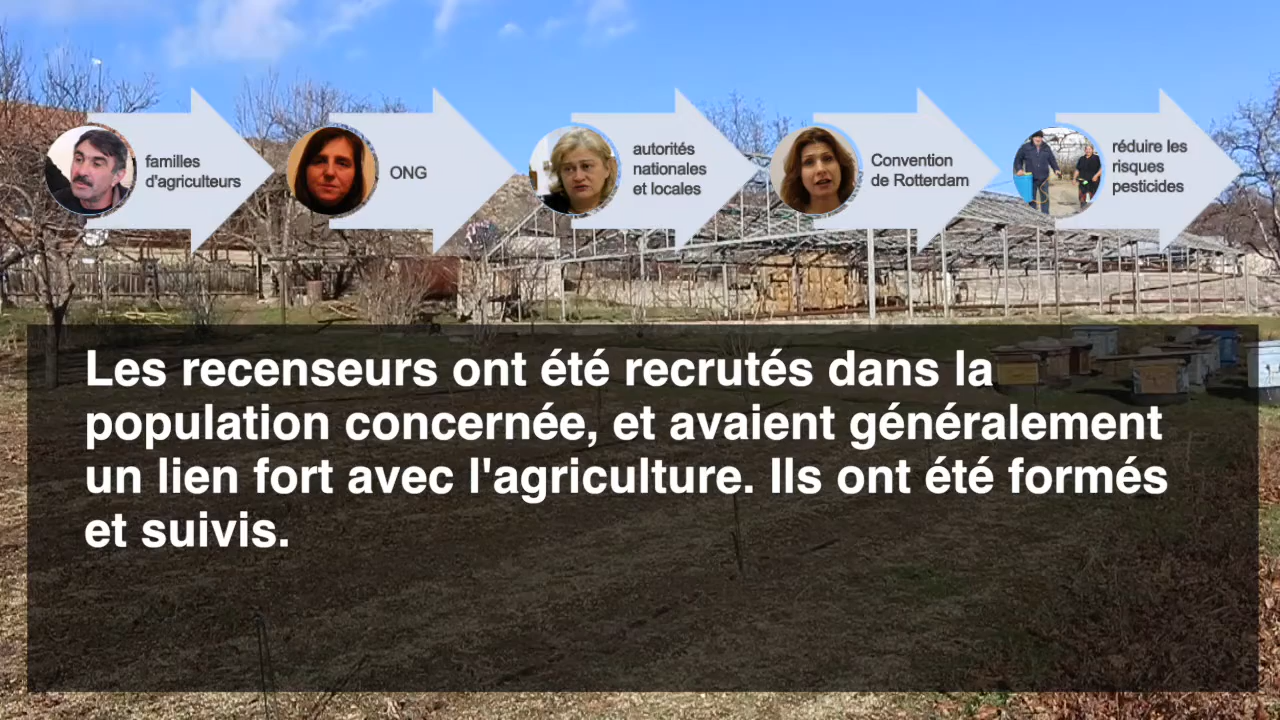 familles
d'agriculteurs
ONG
autorités
nationales
et locales
Convention
de Rotterdam
réduire les
risques
pesticides
Les recenseurs ont été recrutés dans la
population concernée, et avaient généralement
un lien fort avec l'agriculture. Ils ont été formés
et suivis.